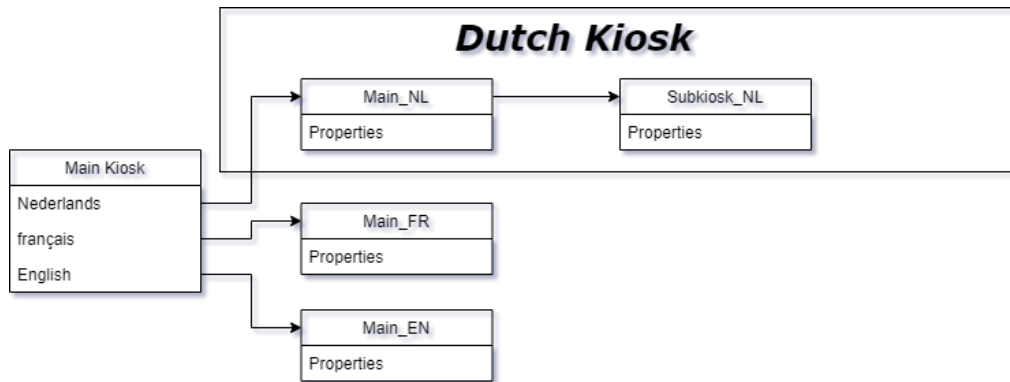 Dutch Kiosk
Main_NL
Properties
Subkiosk_NL
Properties
Main Kiosk
Nederlands
français
English
Main_FR
Properties
Main_EN
Properties